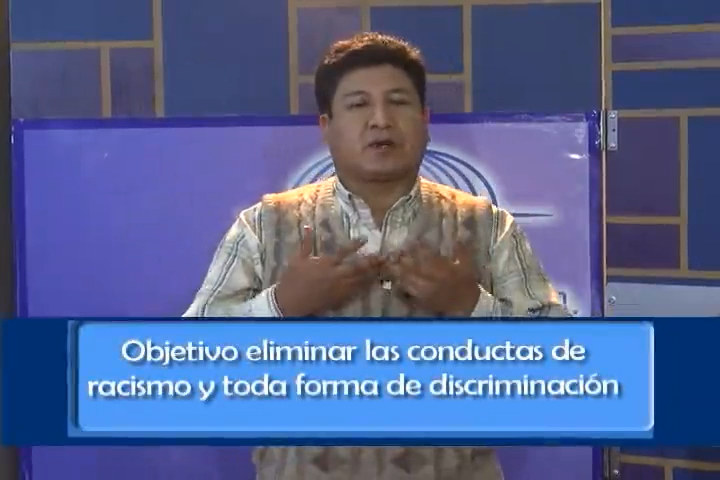 Objetivo eliminar las conductas de
racismo y toda forma de discriminación